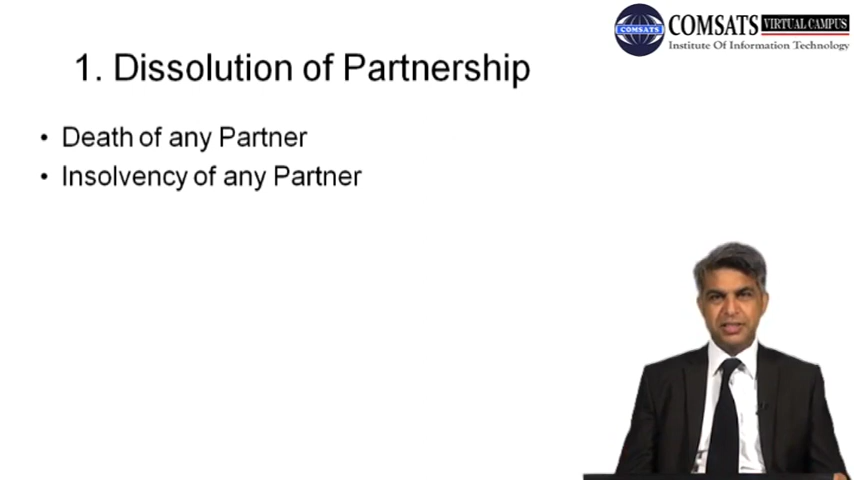 COMSATS
COMSATS VIRTUAL CAMPUS
Institute Of Information Technology
1. Dissolution of Partnership
• Death of any Partner
• Insolvency of any Partner